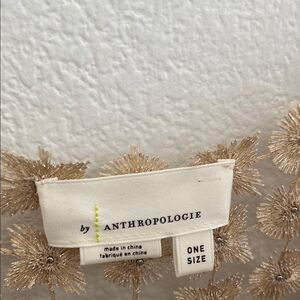 by ANTHROPOLOGIE
made in china
fabriqué en chine
ONE
SIZE